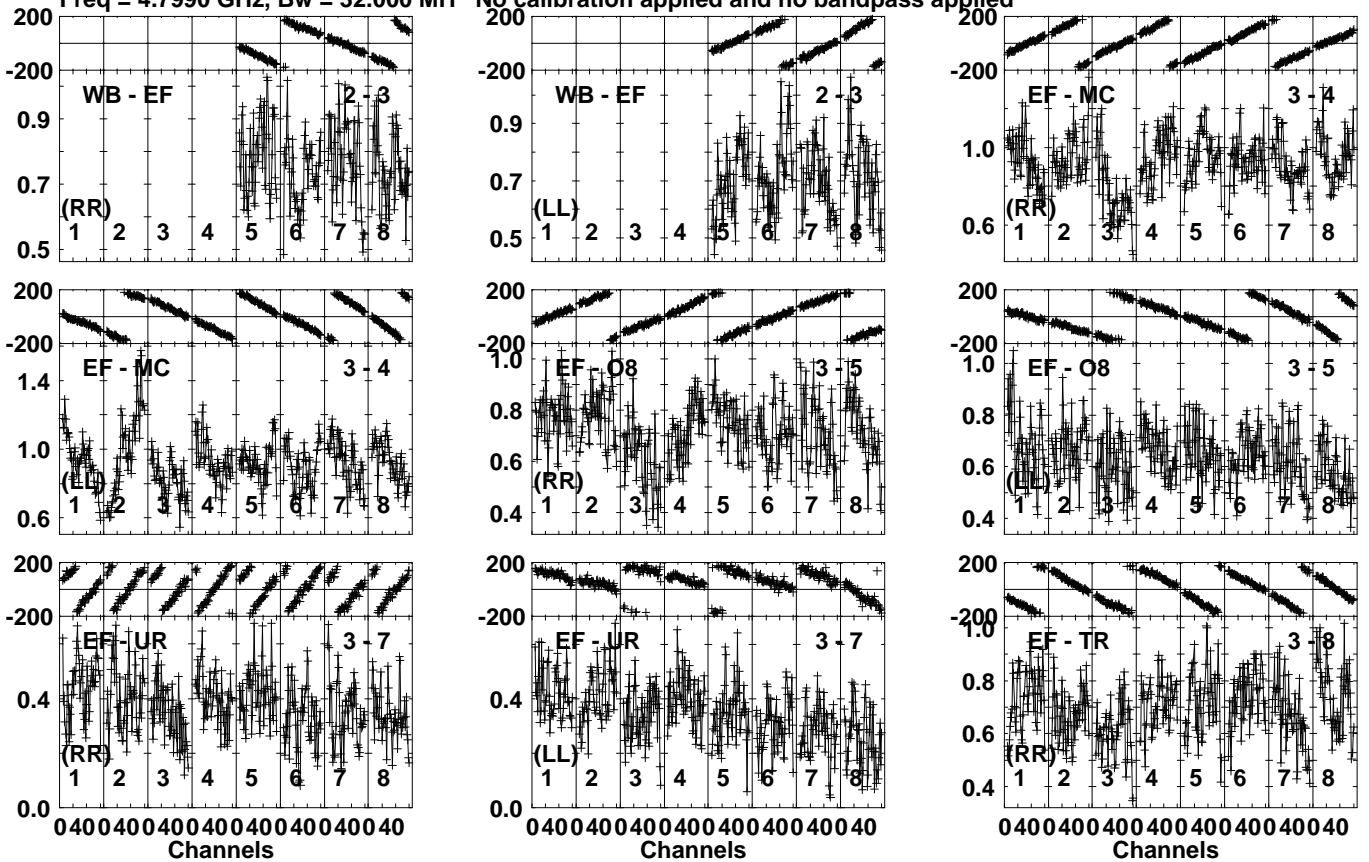 Freq = 4.7990 GHz, Bw = 32.000 MH No calibration applied and no bandpass applied
200 200 200
-200 -200 -200
WB - EF 2 - 3 WB - EF 2 - 3 EF - MC 3 - 4
0.9 0.9 1.0
0.7 0.7
(RR) (LL) (RR)
0.6
1 2 3 4 5 6 7 8 1 2 3 4 5 6 7 8 1 2 3 4 5 6 7 8
0.5 0.5
200 200 200
-200 -200 -200
EF - MC 3 - 4 EF - O8 3 - 5 EF - O8 3 - 5
1.4 1.0 1.0
0.8 0.8
1.0
0.6 0.6
(LL) (RR) (LL)
1 2 3 4 5 6 7 8 1 2 3 4 5 6 7 8 1 2 3 4 5 6 7 8
0.6 0.4 0.4
200 200 200
-200 -200 -200
1.0
EF - UR 3 - 7 EF - UR 3 - 7 EF - TR 3 - 8
0.4 0.4 0.8
0.6
(RR) (LL) (RR)
1 2 3 4 5 6 7 8 1 2 3 4 5 6 7 8 1 2 3 4 5 6 7 8
0.4
0.0 0.0
0 40 0 40 0 40 0 40 0 40 0 40 0 40 0 40 0 40 0 40 0 40 0 40 0 40 0 40 0 40 0 40 0 40 0 40 0 40 0 40 0 40 0 40 0 40 0 40
Channels Channels Channels